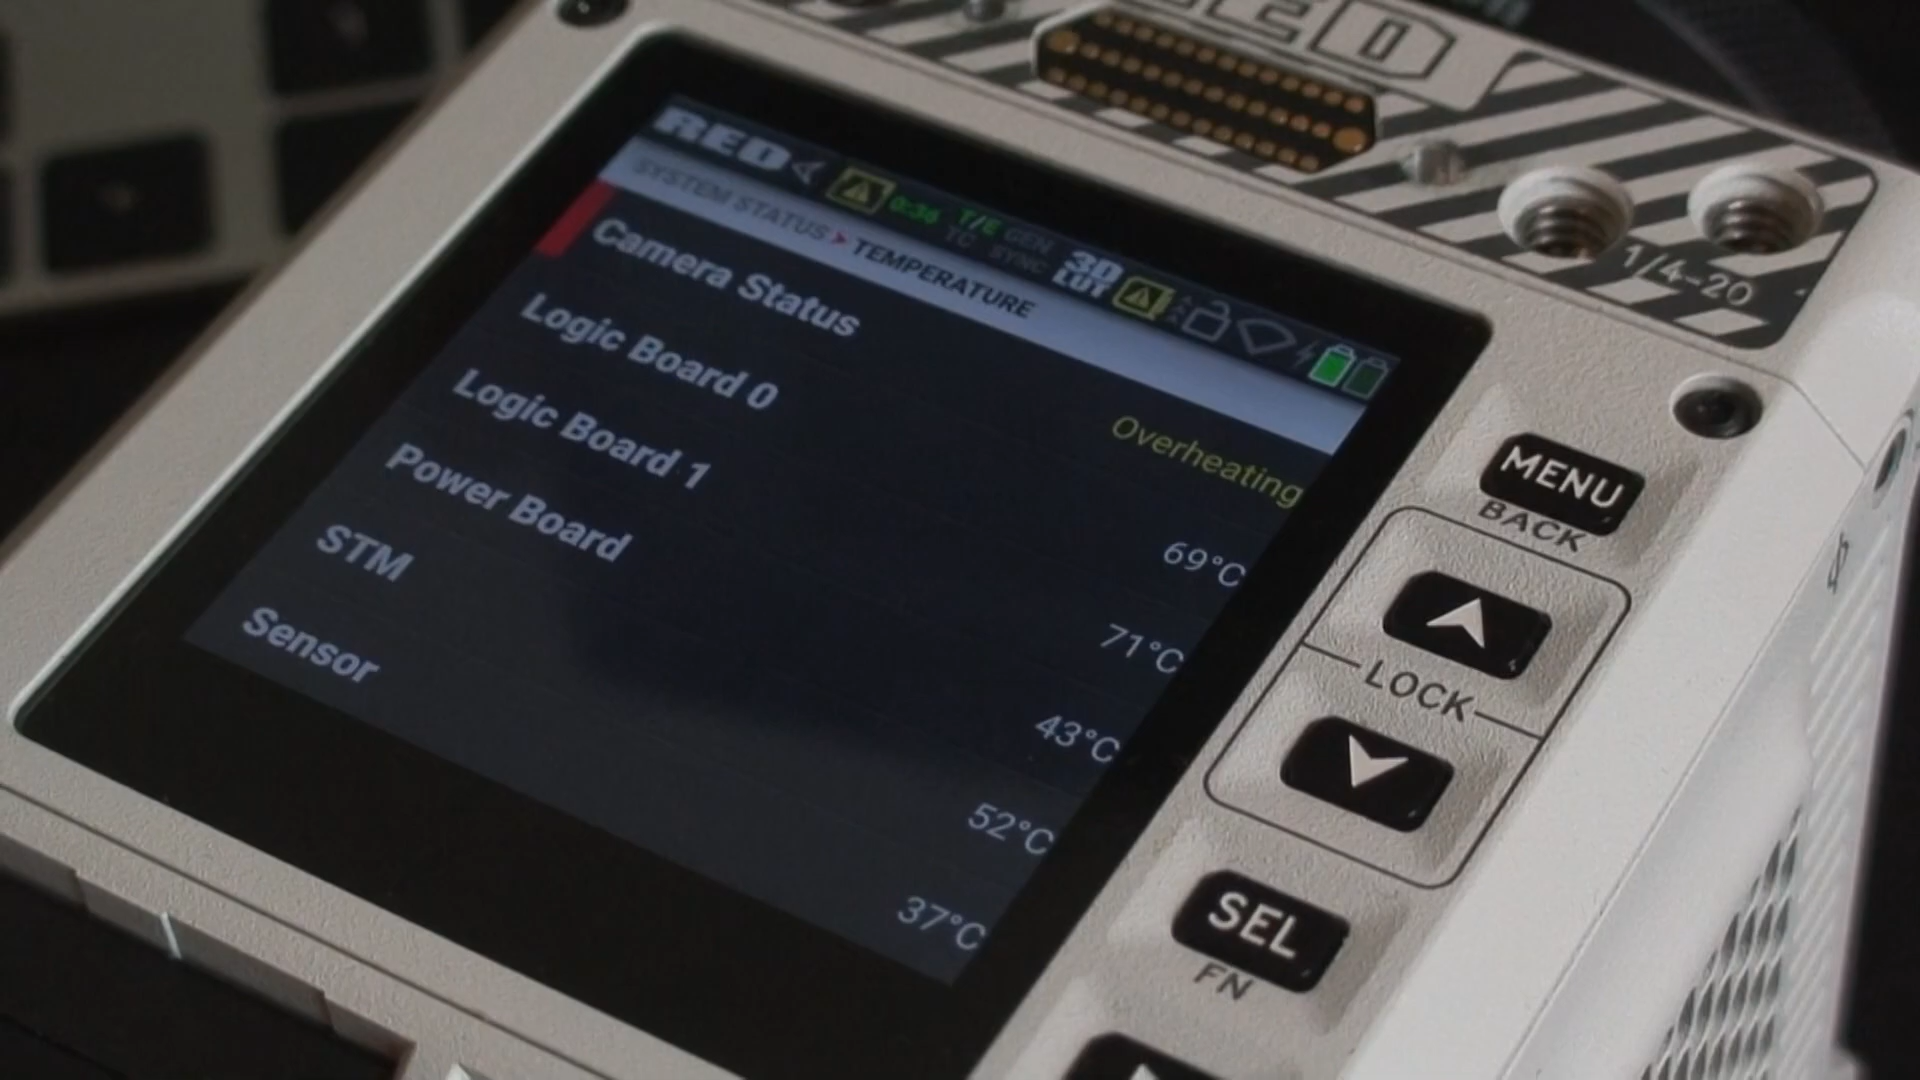 RED
RED 0:36 T/E GEN
TC SYNC 3D
LUT
SYSTEM STATUS TEMPERATURE
1/4-20
Camera Status Overheating
Logic Board 0 69°C
Logic Board 1 71°C
Power Board 43°C
STM 52°C
Sensor 37°C
MENU
BACK
LOCK
SEL
FN